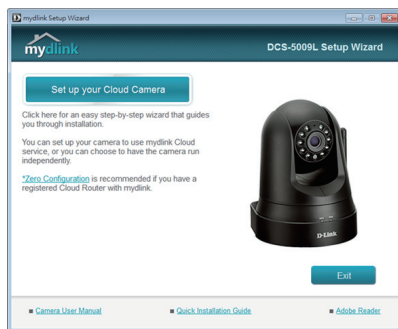 mydlink Setup Wizard
mydlink
DCS-5009L Setup Wizard
Set up your Cloud Camera
Click here for an easy step-by-step wizard that guides
you through installation.
You can set up your camera to use mydlink Cloud
service, or you can choose to have the camera run
independently.
*Zero Configuration is recommended if you have a
registered Cloud Router with mydlink.
D-Link
Exit
Camera User Manual
Quick Installation Guide
Adobe Reader